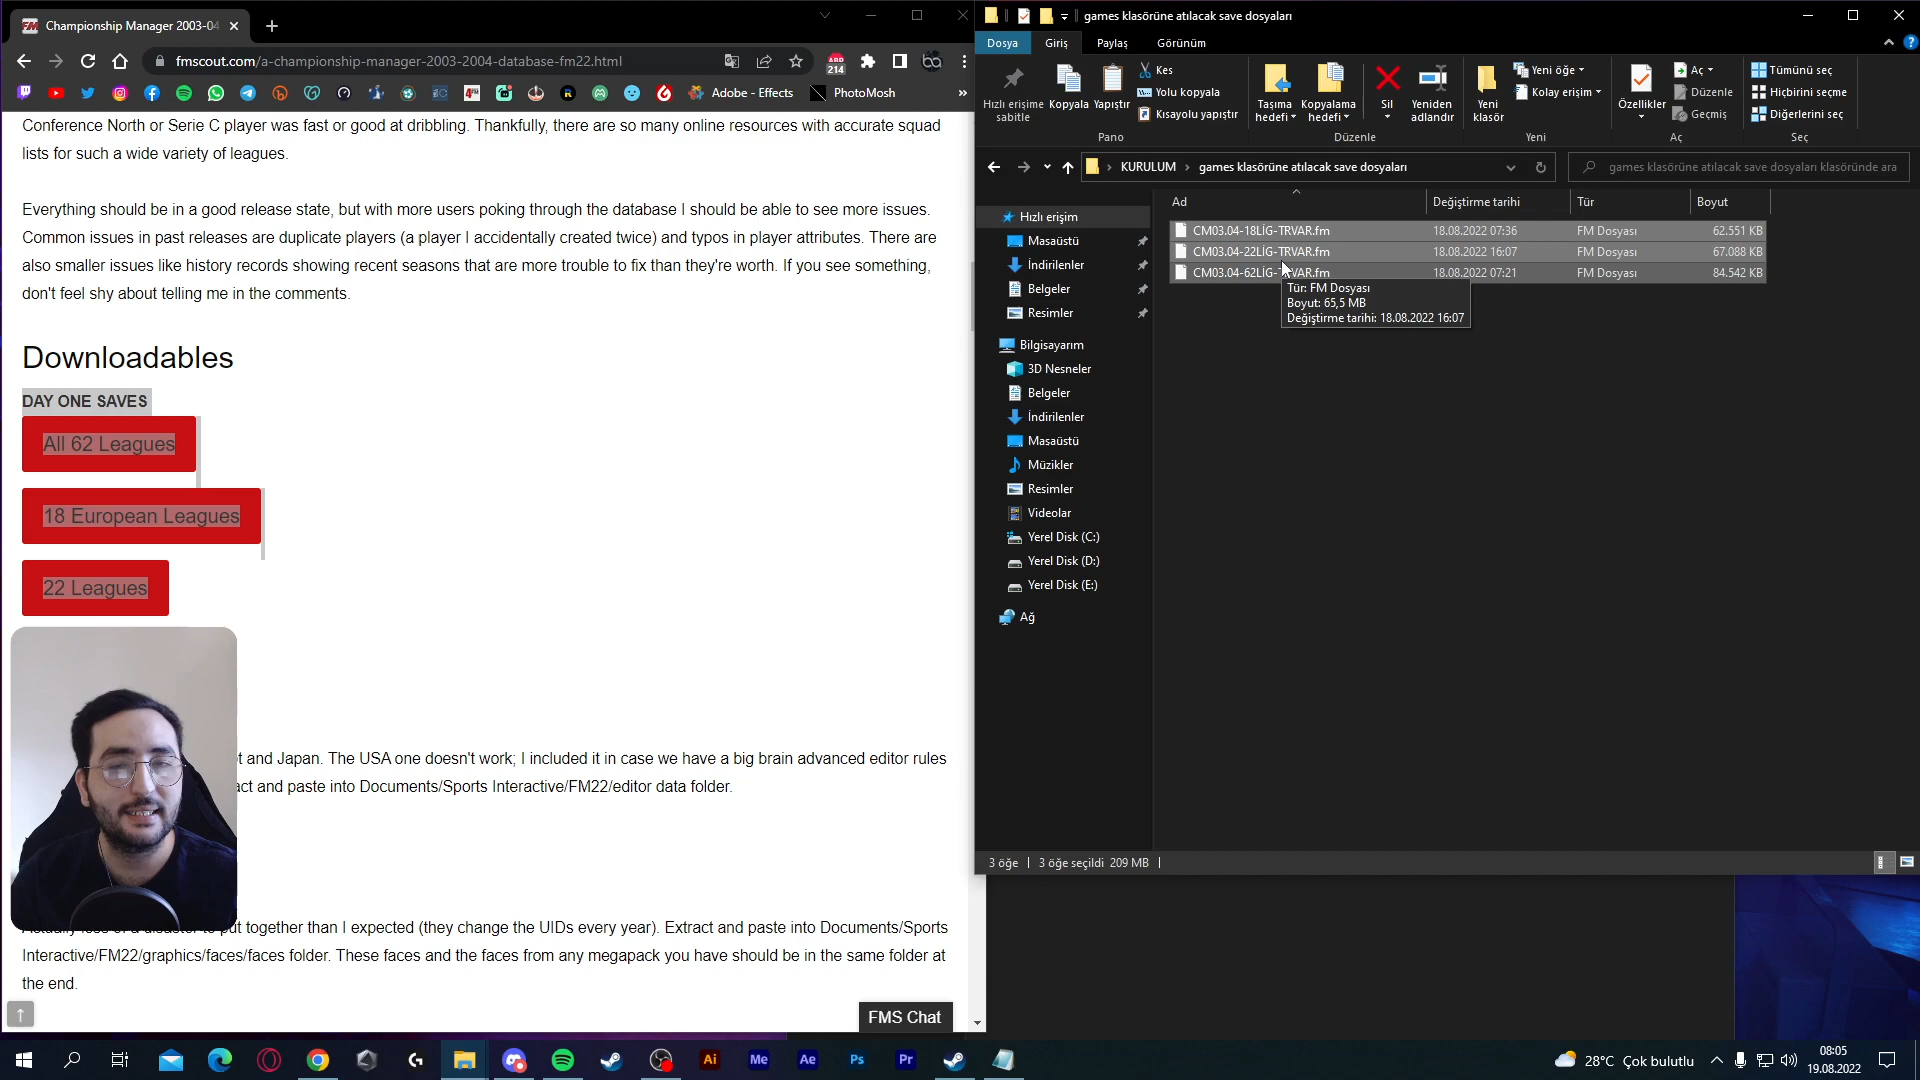 Championship Manager 2003-04
fmscout.com/a-championship-manager-2003-2004-database-fm22.html
ABP
214
Adobe - Effects
PhotoMosh
Conference North or Serie C player was fast or good at dribbling. Thankfully, there are so many online resources with accurate squad
lists for such a wide variety of leagues.
Everything should be in a good release state, but with more users poking through the database I should be able to see more issues.
Common issues in past releases are duplicate players (a player I accidentally created twice) and typos in player attributes. There are
also smaller issues like history records showing recent seasons that are more trouble to fix than they're worth. If you see something,
don't feel shy about telling me in the comments.
Downloadables
DAY ONE SAVES
All 62 Leagues
18 European Leagues
22 Leagues
t and Japan. The USA one doesn't work; I included it in case we have a big brain advanced editor rules
act and paste into Documents/Sports Interactive/FM22/editor data folder.
put together than I expected (they change the UIDs every year). Extract and paste into Documents/Sports
Interactive/FM22/graphics/faces/faces folder. These faces and the faces from any megapack you have should be in the same folder at
the end.
FMS Chat
games klasörüne atılacak save dosyaları
Dosya
Giriş
Paylaş
Görünüm
Hızlı erişime
sabitle
Kopyala
Yapıştır
Kes
Yolu kopyala
Kısayolu yapıştır
Pano
Taşıma
hedefi
Kopyalama
hedefi
Sil
Yeniden
adlandır
Düzenle
Yeni
klasör
Yeni öğe
Kolay erişim
Yeni
Özellikler
Aç
Düzenle
Geçmiş
Aç
Tümünü seç
Hiçbirini seçme
Diğerlerini seç
Seç
KURULUM
games klasörüne atılacak save dosyaları
games klasörüne atılacak save dosyaları klasöründe ara
Ad
Değiştirme tarihi
Tür
Boyut
CM03.04-18LİG-TRVAR.fm 18.08.2022 07:36 FM Dosyası 62.551 KB
CM03.04-22LİG-TRVAR.fm 18.08.2022 16:07 FM Dosyası 67.088 KB
CM03.04-62LİG-TRVAR.fm 18.08.2022 07:21 FM Dosyası 84.542 KB
Tür: FM Dosyası
Boyut: 65,5 MB
Değiştirme tarihi: 18.08.2022 16:07
Hızlı erişim
Masaüstü
İndirilenler
Belgeler
Resimler
Bilgisayarım
3D Nesneler
Belgeler
İndirilenler
Masaüstü
Müzikler
Resimler
Videolar
Yerel Disk (C:)
Yerel Disk (D:)
Yerel Disk (E:)
Ağ
3 öğe
3 öğe seçildi 209 MB
Ai
Me
Ae
Ps
Pr
28°C Çok bulutlu
08:05
19.08.2022